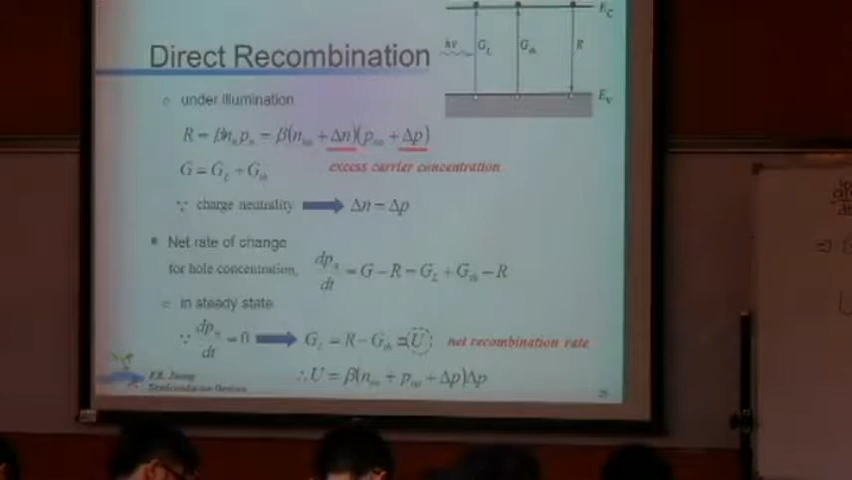 Direct Recombination
E_C
hν G_L G_th R
E_V
under illumination
R = βn_n p_n = β(n_no + Δn)(p_no + Δp)
G = G_L + G_th excess carrier concentration
∵ charge neutrality Δn = Δp
Net rate of change
for hole concentration, dp_n/dt = G − R = G_L + G_th − R
in steady state
∵ dp_n/dt = 0 G_L = R − G_th = U net recombination rate
∴ U = β(n_no + p_no + Δp)Δp
Semiconductor Devices